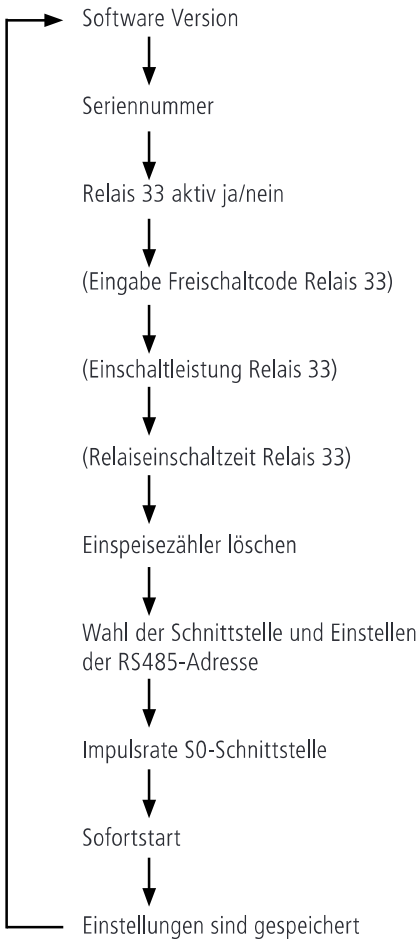 Software Version
Seriennummer
Relais 33 aktiv ja/nein
(Eingabe Freischaltcode Relais 33)
(Einschaltleistung Relais 33)
(Relaiseinschaltzeit Relais 33)
Einspeisezähler löschen
Wahl der Schnittstelle und Einstellen
der RS485-Adresse
Impulsrate S0-Schnittstelle
Sofortstart
Einstellungen sind gespeichert